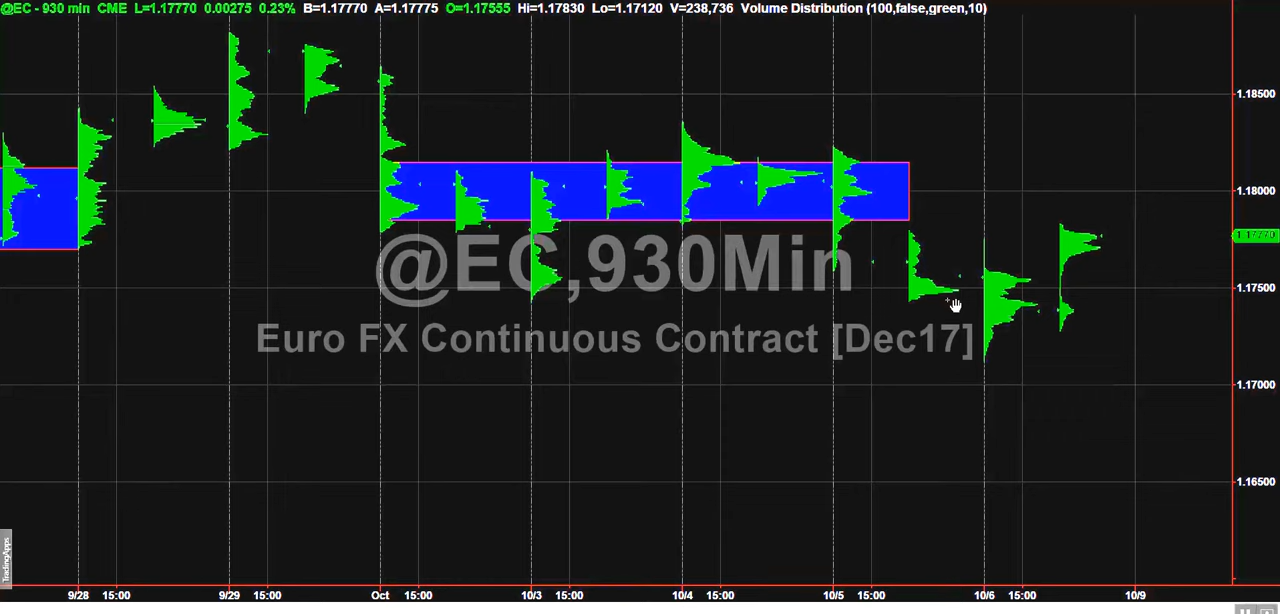 @EC - 930 min CME L=1.17770 0.00275 0.23% B=1.17770 A=1.17775 O=1.17555 Hi=1.17830 Lo=1.17120 V=238,736 Volume Distribution (100,false,green,10)
1.18500
1.18000
1.17770
@EC,930Min
1.17500
Euro FX Continuous Contract [Dec17]
1.17000
1.16500
TradingApps
9/28 15:00 9/29 15:00 Oct 15:00 10/3 15:00 10/4 15:00 10/5 15:00 10/6 15:00 10/9